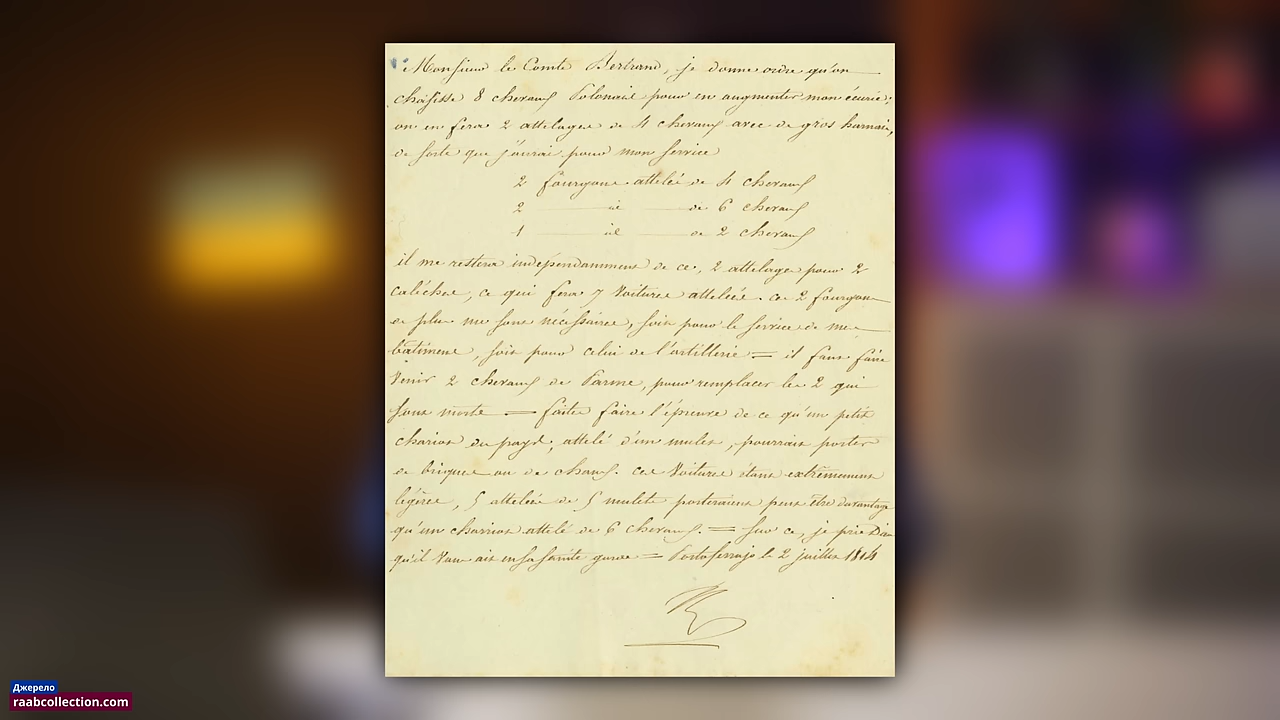 Monsieur le Comte Bertrand, je donne ordre qu'on
choisisse 8 chevaux Polonais pour en augmenter mon écurie;
on en fera 2 attelages de 4 chevaux avec de gros harnais,
de sorte que j'aurai pour mon service
2 fourgons attelés de 4 chevaux
2 — id — de 6 chevaux
1 — id — de 2 chevaux
il me restera indépendamment de ce, 2 attelages pour 2
calèches, ce qui fera 7 voitures attelées. ces 2 fourgons
de plus me sont nécessaires, soit pour le service de mes
bâtimens, soit pour celui de l'artillerie = il faut faire
venir 2 chevaux de Parme, pour remplacer les 2 qui
sont morts — faites faire l'épreuve de ce qu'un petit
chariot du pays, attelé d'un mulet, pourrait porter
de briques ou de chaux. ces voitures étant extrêmement
légères, 5 attelées de 5 mulets porteraient peut être davantage
qu'un chariot attelé de 6 chevaux. = sur ce, je prie Dieu
qu'il vous ait en sa sainte garde = Portoferrajo le 2 juillet 1814
Джерело
raabcollection.com